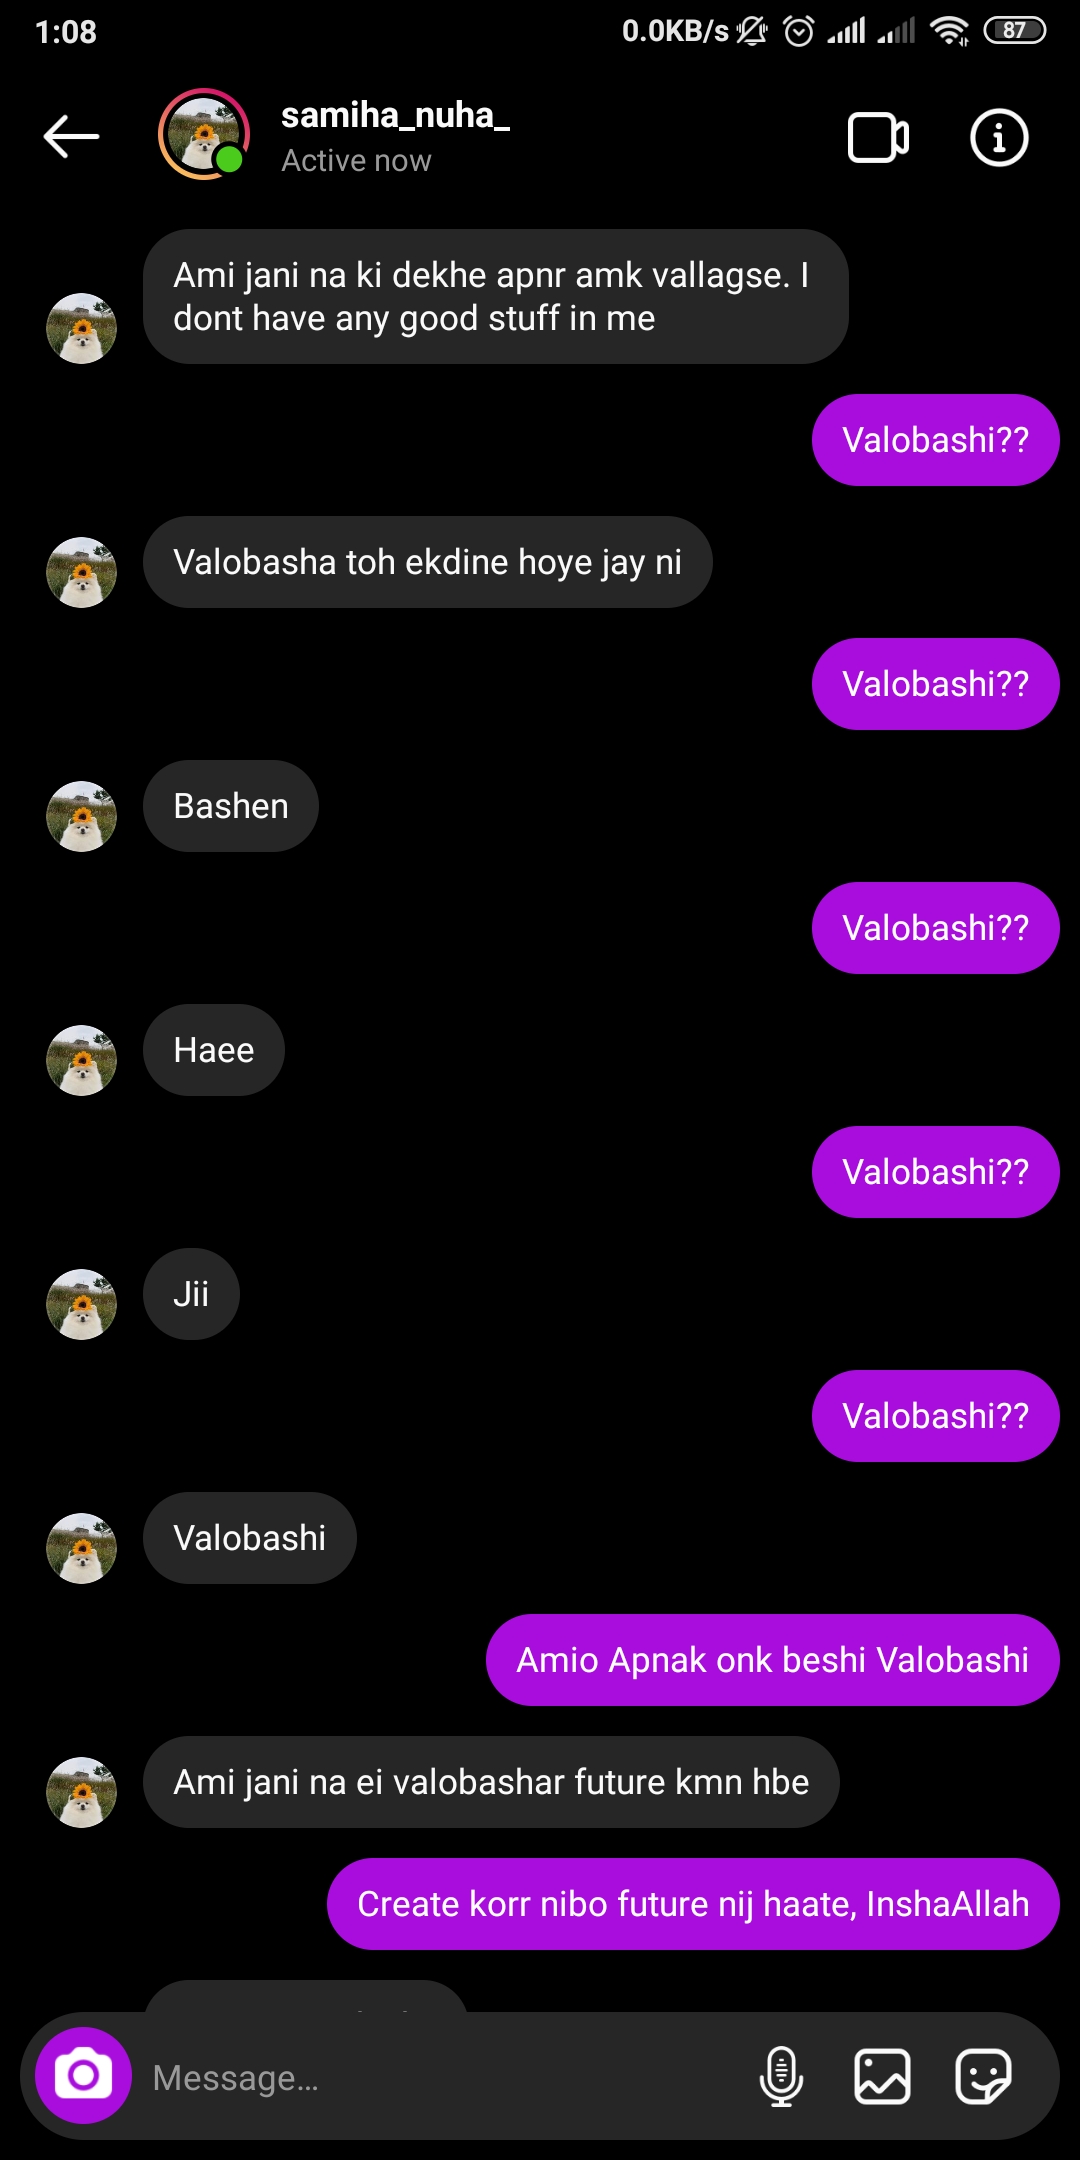 1:08 0.0KB/s 87
samiha_nuha_
Active now
Ami jani na ki dekhe apnr amk vallagse. I
dont have any good stuff in me
Valobashi??
Valobasha toh ekdine hoye jay ni
Valobashi??
Bashen
Valobashi??
Haee
Valobashi??
Jii
Valobashi??
Valobashi
Amio Apnak onk beshi Valobashi
Ami jani na ei valobashar future kmn hbe
Create korr nibo future nij haate, InshaAllah
Message...